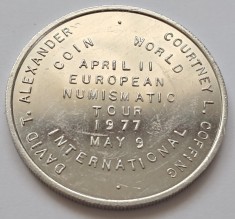 DAVID T. ALEXANDER
COURTNEY L. COFFING
COIN WORLD
INTERNATIONAL
APRIL 11
EUROPEAN
NUMISMATIC
TOUR
1977
MAY 9